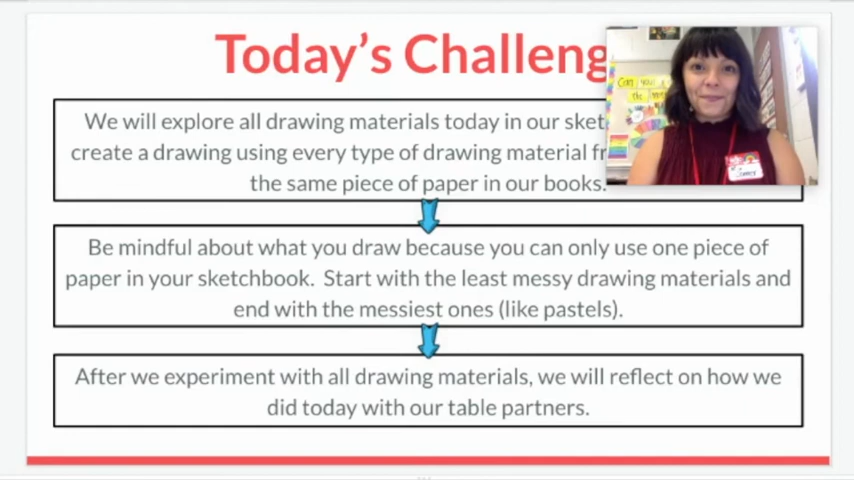 Today's Challeng
We will explore all drawing materials today in our sket
create a drawing using every type of drawing material
the same piece of paper in our books.
Be mindful about what you draw because you can only use one piece of
paper in your sketchbook. Start with the least messy drawing materials and
end with the messiest ones (like pastels).
After we experiment with all drawing materials, we will reflect on how we
did today with our table partners.
Can you
the